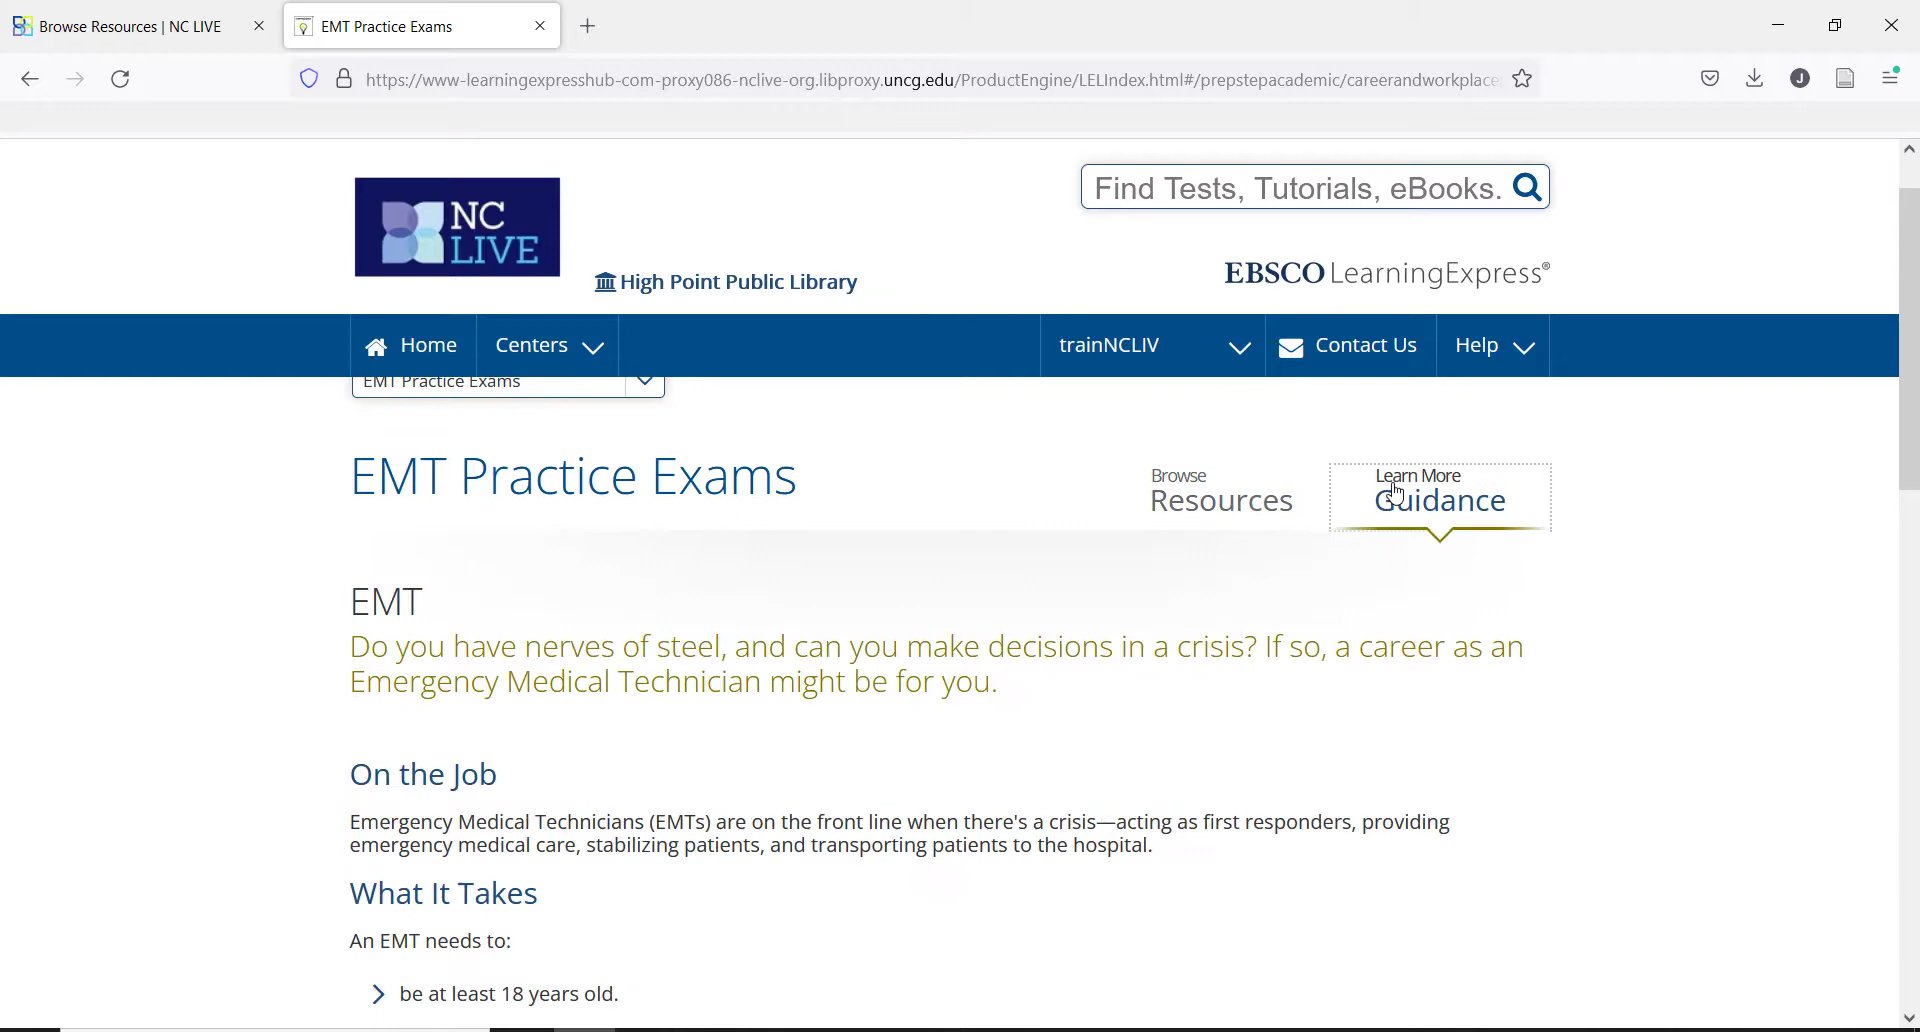 Browse Resources | NC LIVE
EMT Practice Exams
https://www-learningexpresshub-com-proxy086-nclive-org.libproxy.uncg.edu/ProductEngine/LELIndex.html#/prepstepacademic/careerandworkplace
J
NC
LIVE
High Point Public Library
Find Tests, Tutorials, eBooks.
EBSCO LearningExpress®
Home
Centers
trainNCLIV
Contact Us
Help
EMT Practice Exams
EMT Practice Exams
Browse
Resources
Learn More
Guidance
EMT
Do you have nerves of steel, and can you make decisions in a crisis? If so, a career as an
Emergency Medical Technician might be for you.
On the Job
Emergency Medical Technicians (EMTs) are on the front line when there's a crisis—acting as first responders, providing
emergency medical care, stabilizing patients, and transporting patients to the hospital.
What It Takes
An EMT needs to:
be at least 18 years old.